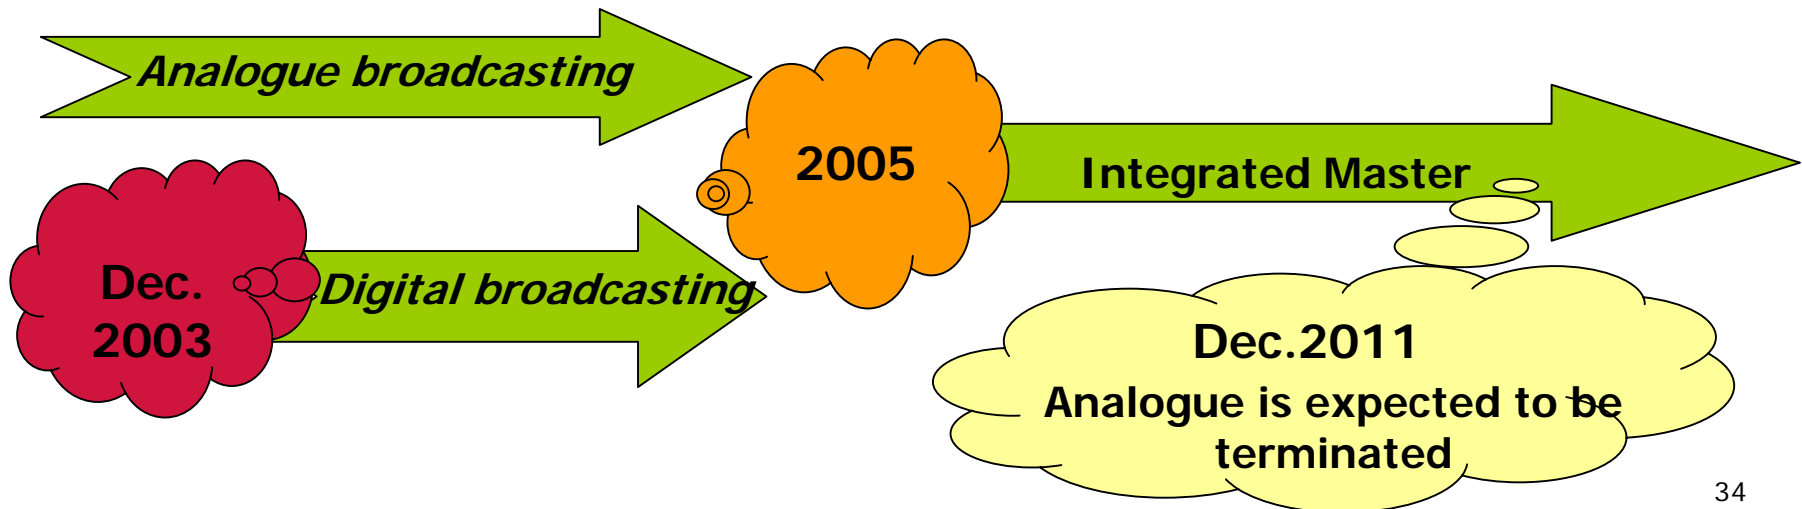 Analogue broadcasting
2005
Integrated Master
Dec.
2003
Digital broadcasting
Dec.2011
Analogue is expected to be
terminated
34